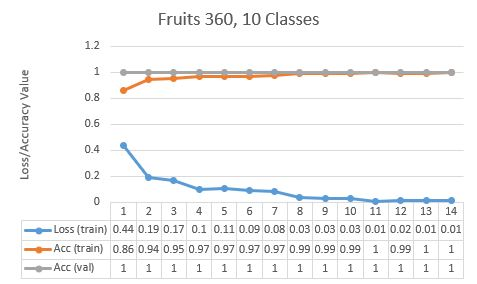 Fruits 360, 10 Classes
Loss/Accuracy Value
1.2
1
0.8
0.6
0.4
0.2
0
1 2 3 4 5 6 7 8 9 10 11 12 13 14
Loss (train) 0.44 0.19 0.17 0.1 0.11 0.09 0.08 0.03 0.03 0.03 0.01 0.02 0.01 0.01
Acc (train) 0.86 0.94 0.95 0.97 0.97 0.97 0.97 0.99 0.99 0.99 1 0.99 1 1
Acc (val) 1 1 1 1 1 1 1 1 1 1 1 1 1 1